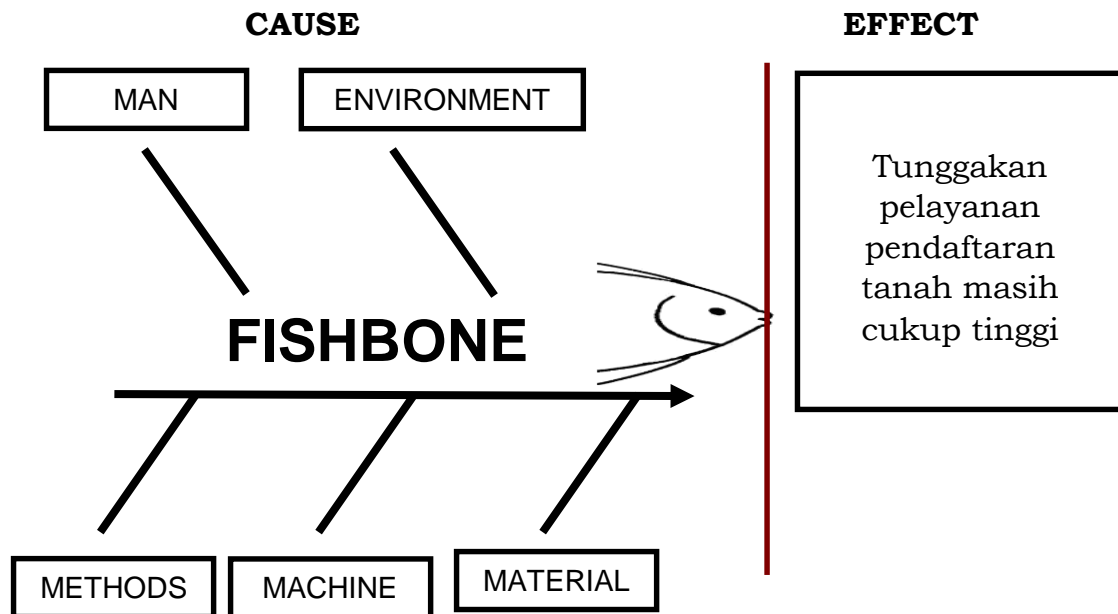 CAUSE
EFFECT
MAN
ENVIRONMENT
Tunggakan
pelayanan
pendaftaran
tanah masih
cukup tinggi
FISHBONE
METHODS
MACHINE
MATERIAL